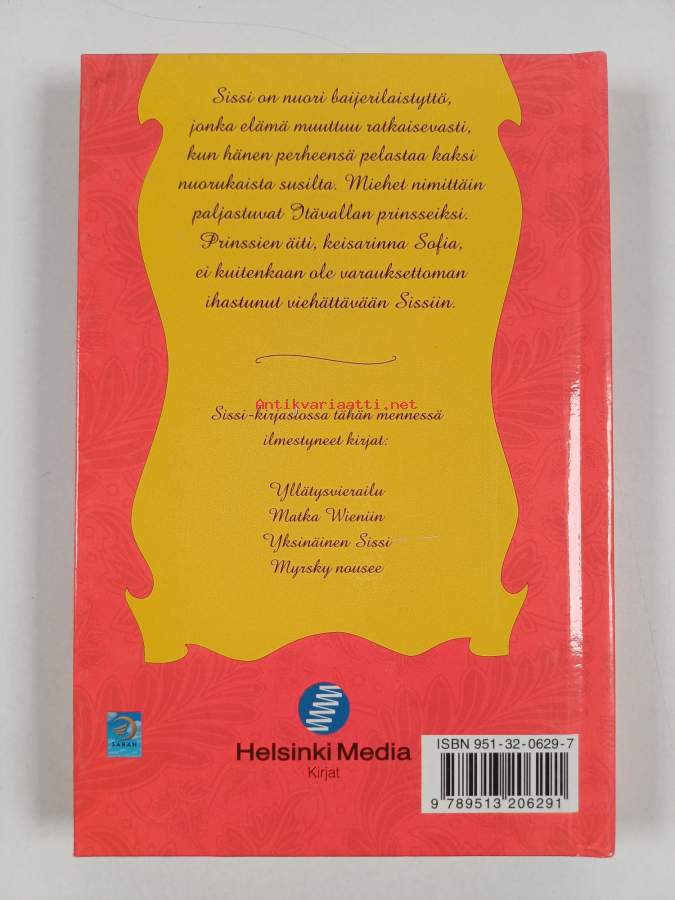 Sissi on nuori baijerilaistyttö,
jonka elämä muuttuu ratkaisevasti,
kun hänen perheensä pelastaa kaksi
nuorukaista susilta. Miehet nimittäin
paljastuvat Itävallan prinsseiksi.
Prinssien äiti, keisarinna Sofia,
ei kuitenkaan ole varauksettoman
ihastunut viehättävään Sissiin.
Antikvariaatti.net
Sissi-kirjastossa tähän mennessä
ilmestyneet kirjat:
Yllätysvierailu
Matka Wieniin
Yksinäinen Sissi
Myrsky nousee
SABAN
Helsinki Media
Kirjat
ISBN 951-32-0629-7
9 789513 206291